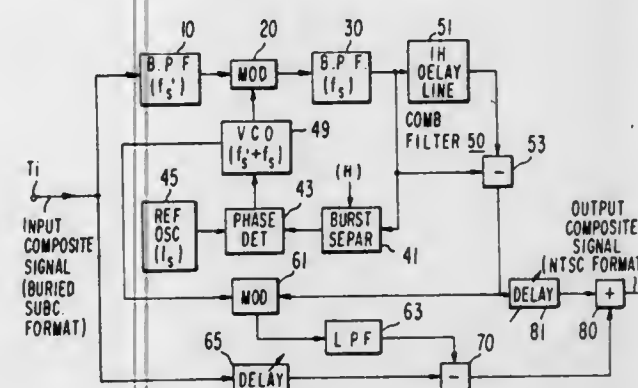 10
B.P.F
(fs')
20
MOD
30
B.P.F.
(fs)
51
1H
DELAY
LINE
COMB
FILTER 50
VCO
(fs'+fs)
49
53
−
Ti
INPUT
COMPOSITE
SIGNAL
(BURIED
SUBC.
FORMAT)
45
REF
OSC
(fs)
43
PHASE
DET
(H)
BURST
SEPAR
41
OUTPUT
COMPOSITE
SIGNAL
(NTSC FORMAT
61
MOD
63
LPF
DELAY
81
+
80
65
DELAY
−
70